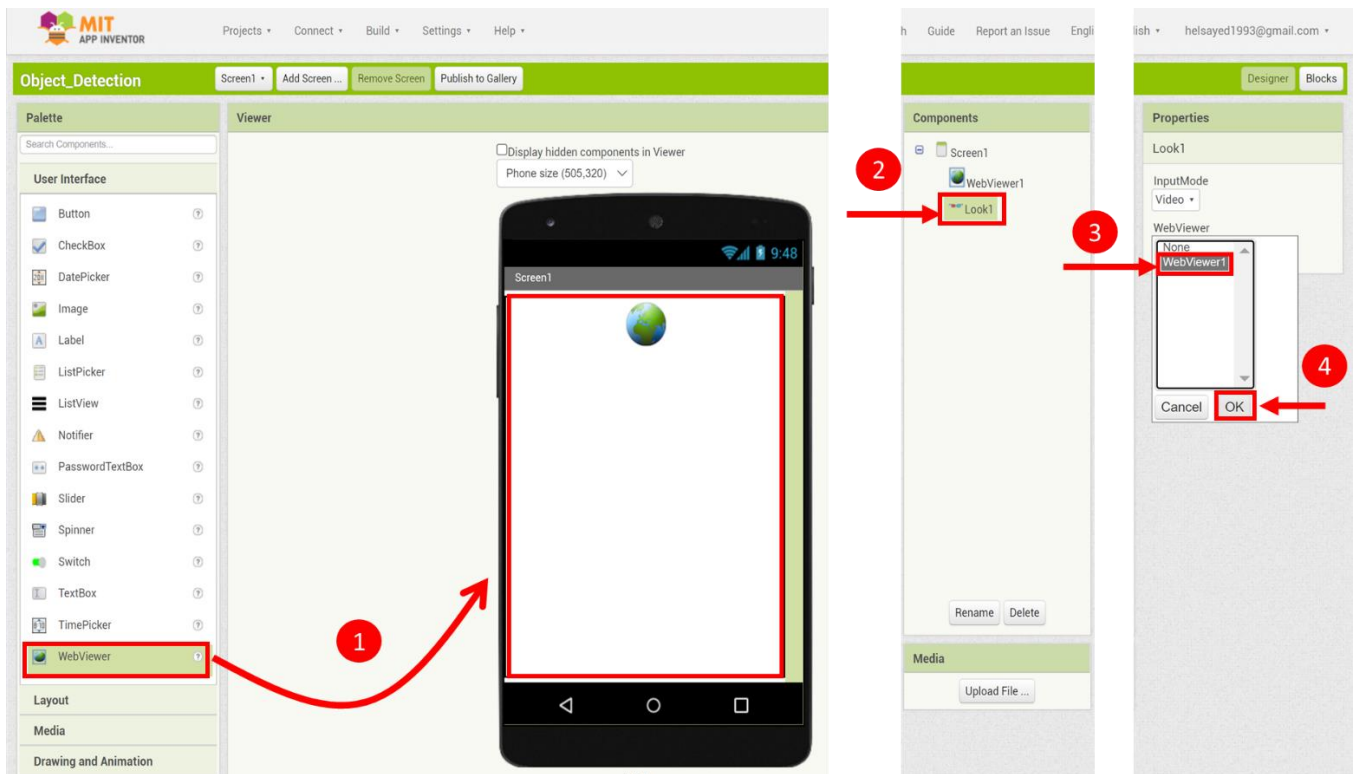 MIT
APP INVENTOR
Projects Connect Build Settings Help
h Guide Report an Issue Engli
lish helsayed1993@gmail.com
Object_Detection
Screen1 Add Screen ... Remove Screen Publish to Gallery
Designer Blocks
Palette
Search Components...
User Interface
Button
CheckBox
DatePicker
Image
Label
ListPicker
ListView
Notifier
PasswordTextBox
Slider
Spinner
Switch
TextBox
TimePicker
WebViewer
Layout
Media
Drawing and Animation
1
Viewer
Display hidden components in Viewer
Phone size (505,320)
9:48
Screen1
2
Components
Screen1
WebViewer1
Look1
Rename Delete
Media
Upload File ...
3
Properties
Look1
InputMode
Video
WebViewer
None
WebViewer1
4
Cancel OK